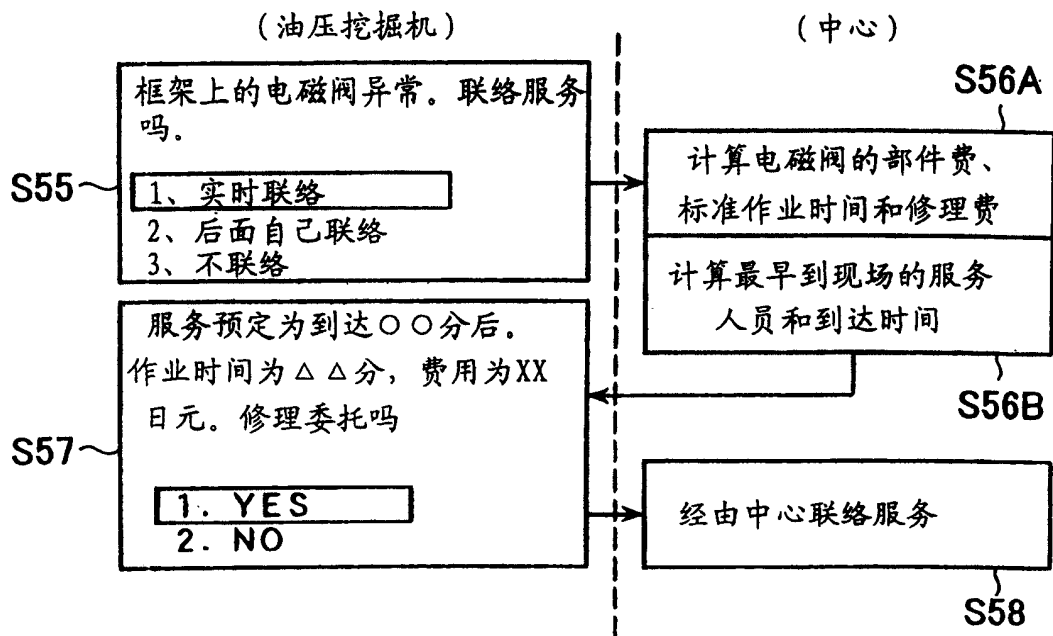 （油压挖掘机）
（中心）
框架上的电磁阀异常。联络服务
吗.
S55
1、实时联络
2、后面自己联络
3、不联络
S56A
计算电磁阀的部件费、
标准作业时间和修理费
计算最早到现场的服务
人员和到达时间
S56B
服务预定为到达○○分后.
作业时间为△△分，费用为XX
日元。修理委托吗
S57
1. YES
2. NO
经由中心联络服务
S58